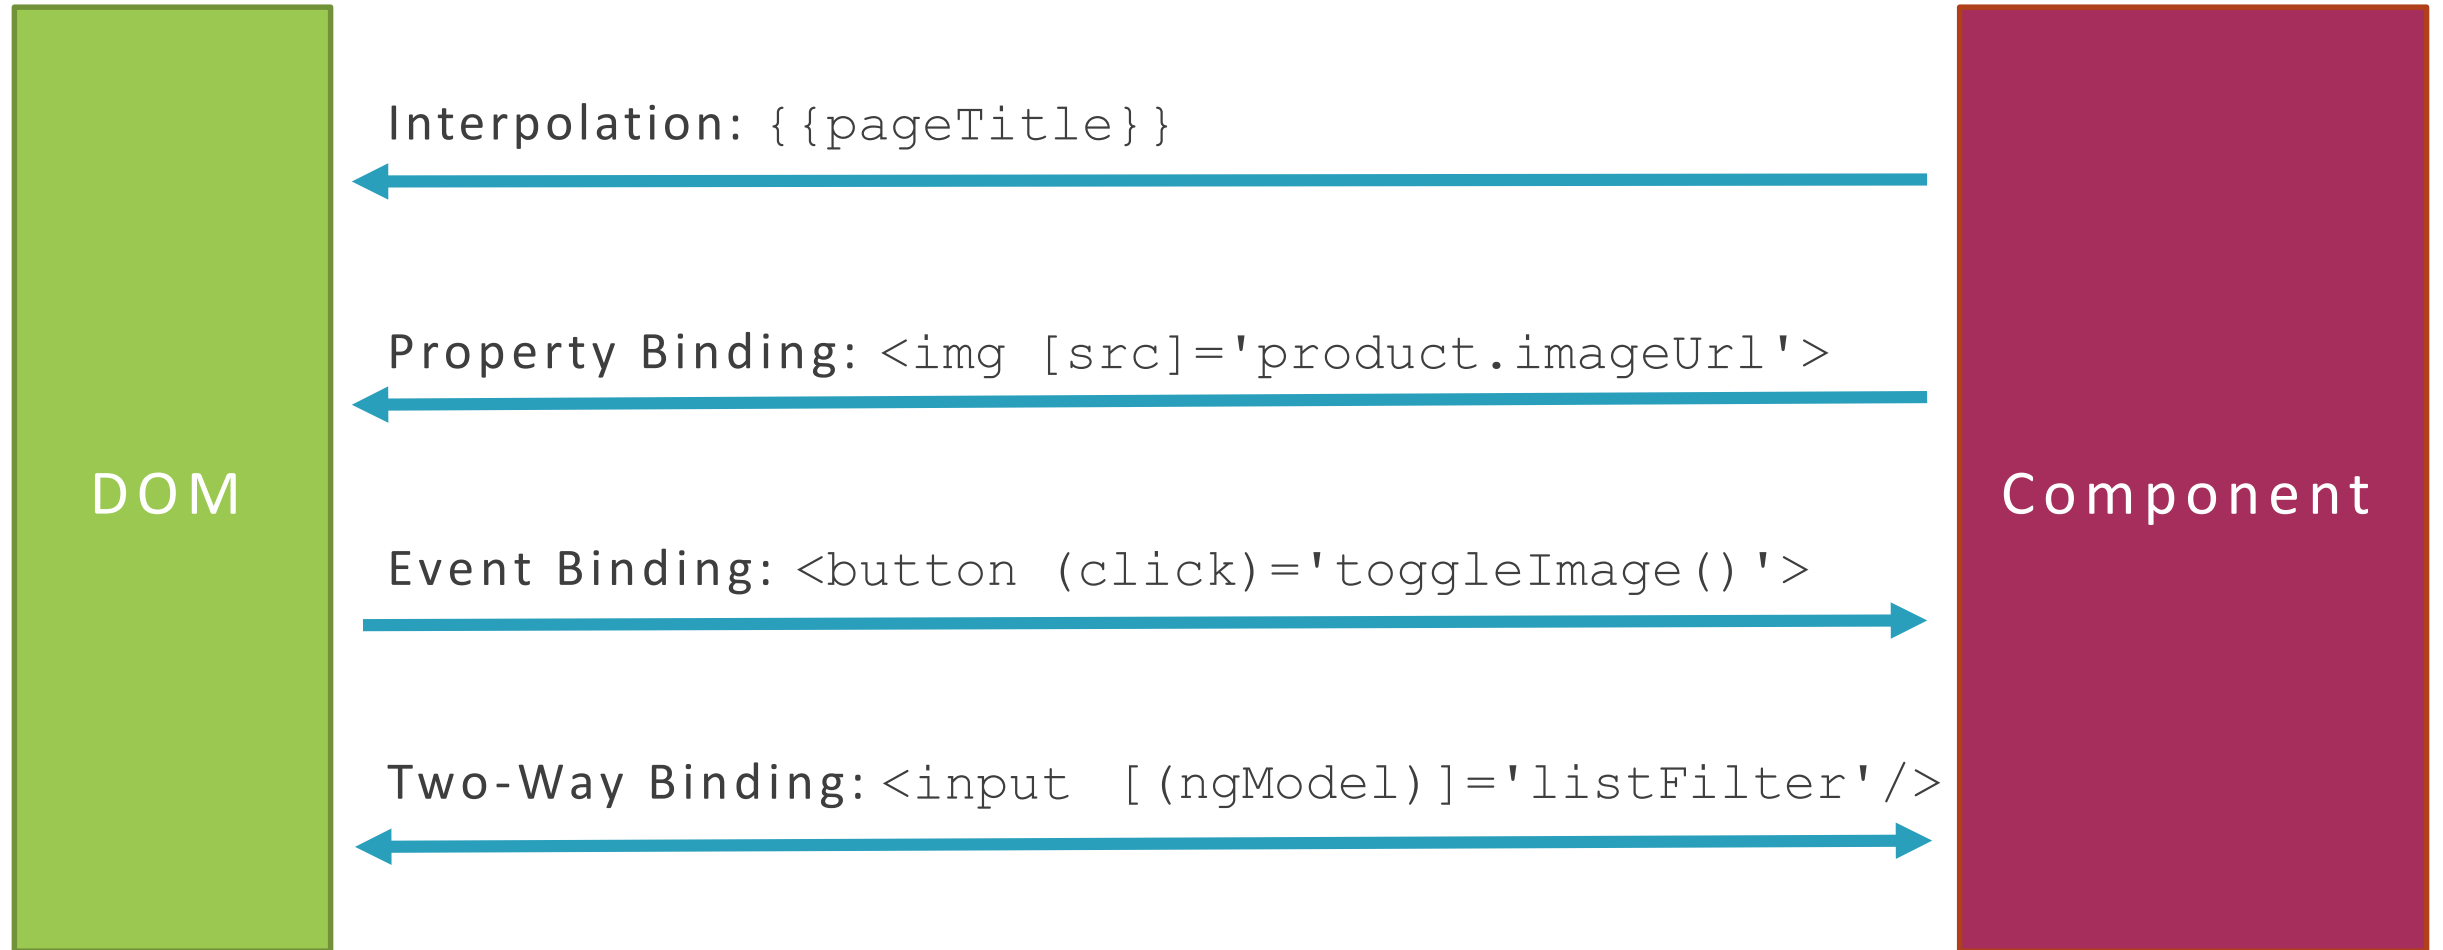 Interpolation: {{pageTitle}}
Property Binding: <img [src]='product.imageUrl'>
DOM
Component
Event Binding: <button (click)='toggleImage()'>
Two-Way Binding: <input [(ngModel)]='listFilter'/>